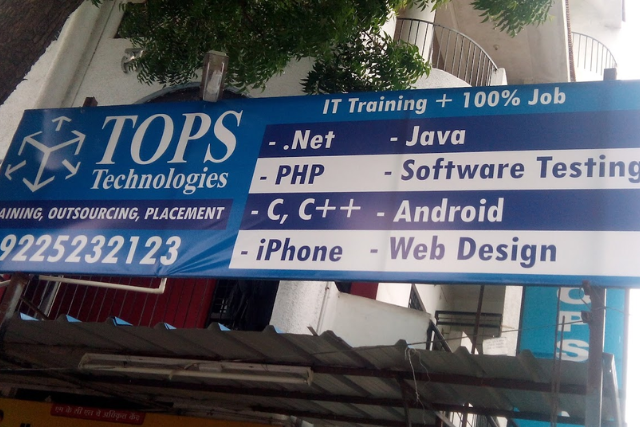 IT Training + 100% Job
TOPS
Technologies
AINING, OUTSOURCING, PLACEMENT
9225232123
- .Net
- Java
- PHP
- Software Testing
- C, C++
- Android
- iPhone
- Web Design
OPS